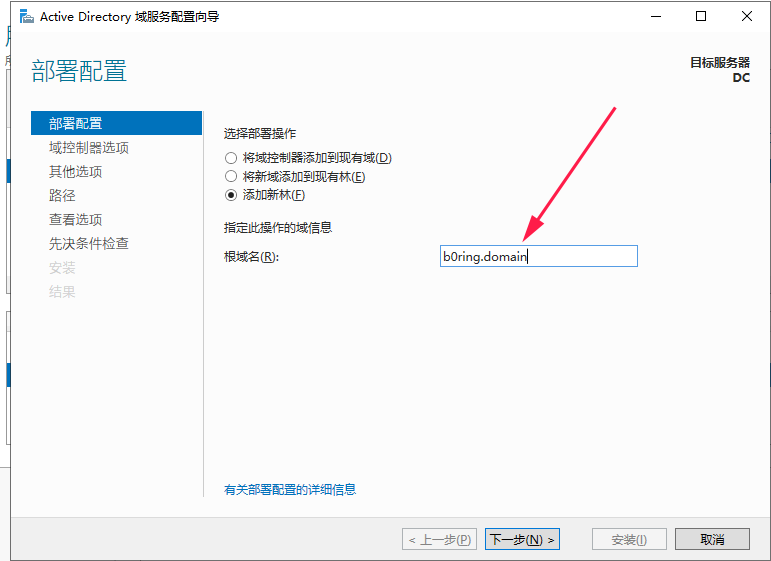 Active Directory 域服务配置向导
部署配置
目标服务器
DC
部署配置
域控制器选项
其他选项
路径
查看选项
先决条件检查
安装
结果
选择部署操作
将域控制器添加到现有域(D)
将新域添加到现有林(E)
添加新林(F)
指定此操作的域信息
根域名(R):
b0ring.domain
有关部署配置的详细信息
< 上一步(P)
下一步(N) >
安装(I)
取消